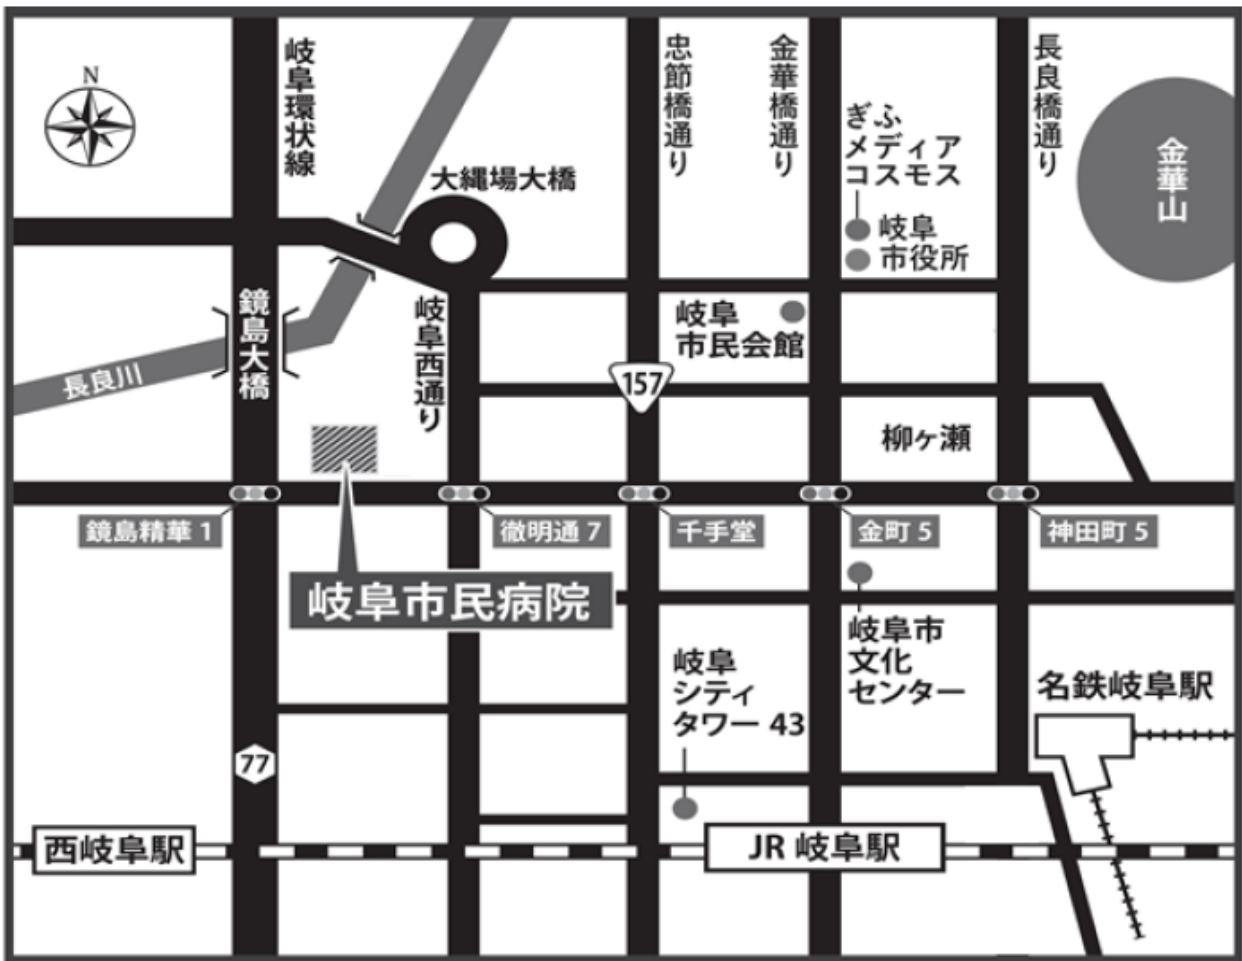 N
岐阜環状線
忠節橋通り
金華橋通り
長良橋通り
ぎふ
メディア
コスモス
岐阜
市役所
金華山
大縄場大橋
鏡島大橋
岐阜西通り
岐阜
市民会館
長良川
157
柳ヶ瀬
鏡島精華 1
徹明通 7
千手堂
金町 5
神田町 5
岐阜市民病院
岐阜市
文化
センター
岐阜
シティ
タワー 43
名鉄岐阜駅
77
西岐阜駅
JR 岐阜駅